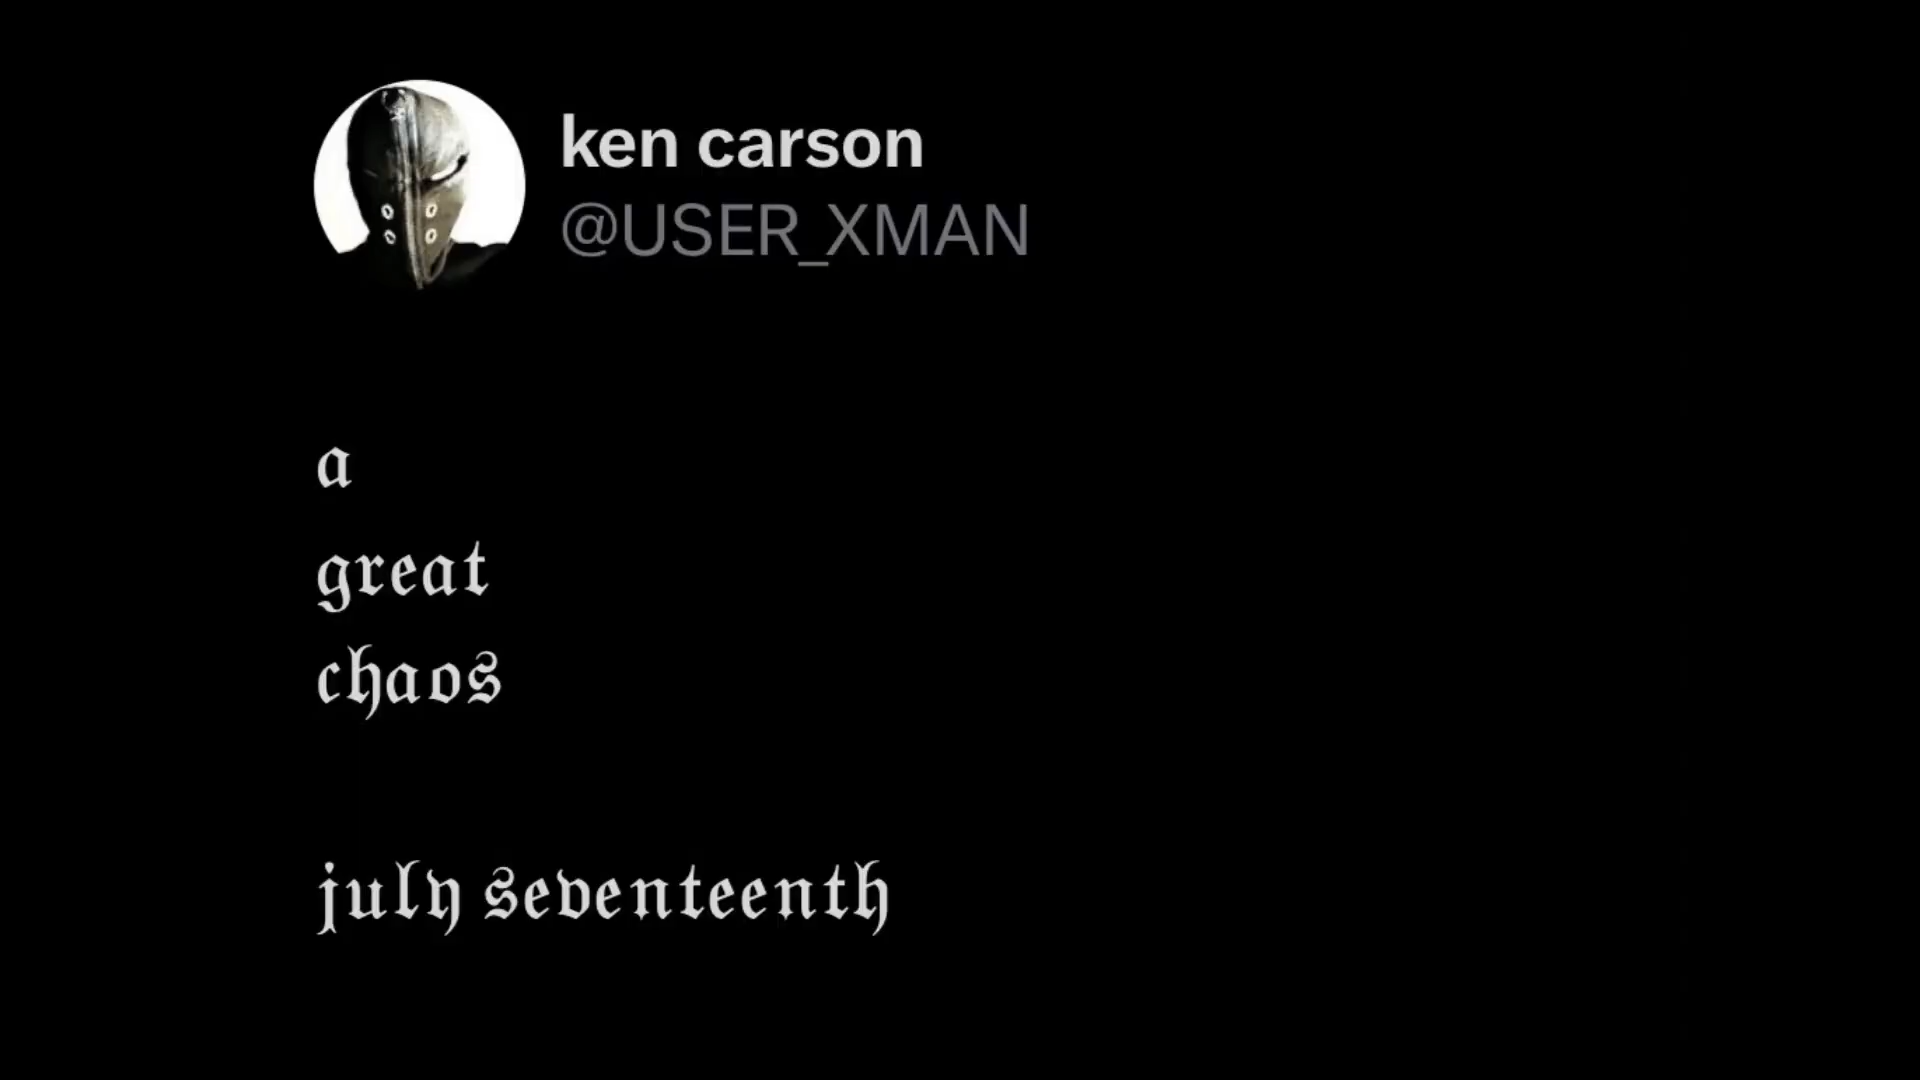 ken carson
@USER_XMAN
a
great
chaos
july seventeenth